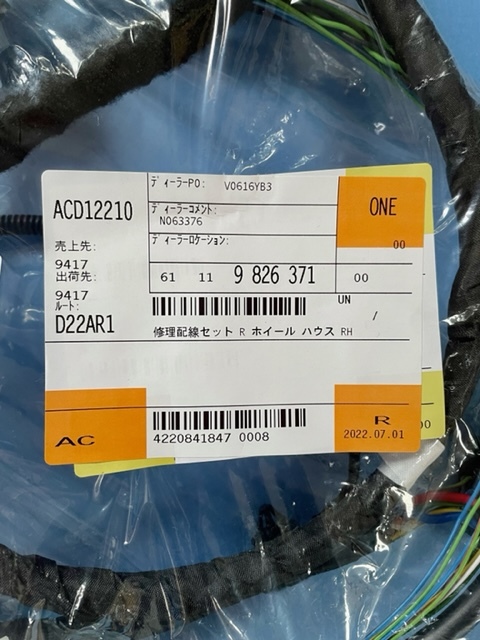 ディーラーPO: V0616YB3
ACD12210
ディーラーコメント:
N063376
ONE
ディーラーロケーション:
00
売上先:
9417
出荷先:
9417
61 11 9 826 371 00
UN
ルート:
D22AR1
/
修理配線セット R ホイール ハウス RH
AC
4220841847 0008
R
2022.07.01
00